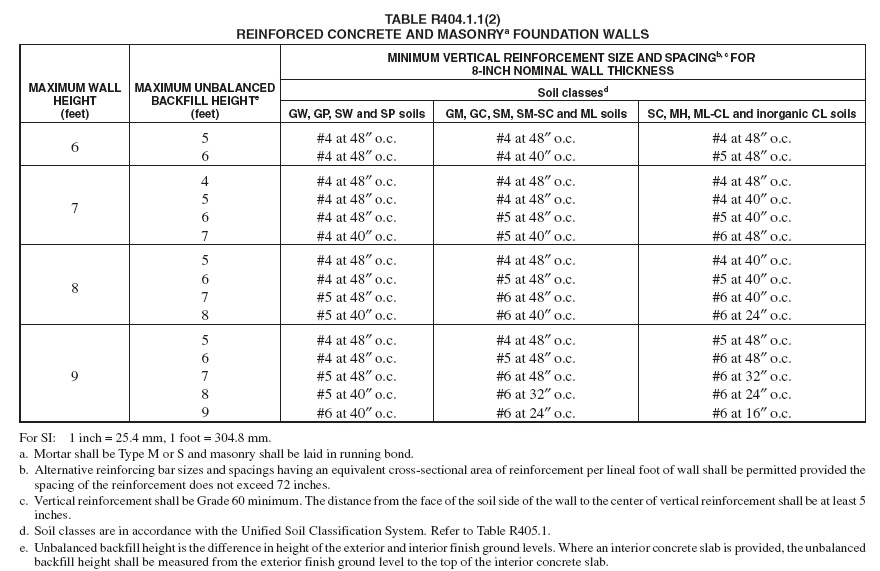 TABLE R404.1.1(2)
REINFORCED CONCRETE AND MASONRYa FOUNDATION WALLS
MAXIMUM WALL HEIGHT (feet)
MAXIMUM UNBALANCED BACKFILL HEIGHTe (feet)
MINIMUM VERTICAL REINFORCEMENT SIZE AND SPACINGb, c FOR
8-INCH NOMINAL WALL THICKNESS
Soil classesd
GW, GP, SW and SP soils GM, GC, SM, SM-SC and ML soils SC, MH, ML-CL and inorganic CL soils
6
5 #4 at 48″ o.c. #4 at 48″ o.c. #4 at 48″ o.c.
6 #4 at 48″ o.c. #4 at 40″ o.c. #5 at 48″ o.c.
7
4 #4 at 48″ o.c. #4 at 48″ o.c. #4 at 48″ o.c.
5 #4 at 48″ o.c. #4 at 48″ o.c. #4 at 40″ o.c.
6 #4 at 48″ o.c. #5 at 48″ o.c. #5 at 40″ o.c.
7 #4 at 40″ o.c. #5 at 40″ o.c. #6 at 48″ o.c.
8
5 #4 at 48″ o.c. #4 at 48″ o.c. #4 at 40″ o.c.
6 #4 at 48″ o.c. #5 at 48″ o.c. #5 at 40″ o.c.
7 #5 at 48″ o.c. #6 at 48″ o.c. #6 at 40″ o.c.
8 #5 at 40″ o.c. #6 at 40″ o.c. #6 at 24″ o.c.
9
5 #4 at 48″ o.c. #4 at 48″ o.c. #5 at 48″ o.c.
6 #4 at 48″ o.c. #5 at 48″ o.c. #6 at 48″ o.c.
7 #5 at 48″ o.c. #6 at 48″ o.c. #6 at 32″ o.c.
8 #5 at 40″ o.c. #6 at 32″ o.c. #6 at 24″ o.c.
9 #6 at 40″ o.c. #6 at 24″ o.c. #6 at 16″ o.c.
For SI: 1 inch = 25.4 mm, 1 foot = 304.8 mm.
a. Mortar shall be Type M or S and masonry shall be laid in running bond.
b. Alternative reinforcing bar sizes and spacings having an equivalent cross-sectional area of reinforcement per lineal foot of wall shall be permitted provided the
spacing of the reinforcement does not exceed 72 inches.
c. Vertical reinforcement shall be Grade 60 minimum. The distance from the face of the soil side of the wall to the center of vertical reinforcement shall be at least 5
inches.
d. Soil classes are in accordance with the Unified Soil Classification System. Refer to Table R405.1.
e. Unbalanced backfill height is the difference in height of the exterior and interior finish ground levels. Where an interior concrete slab is provided, the unbalanced
backfill height shall be measured from the exterior finish ground level to the top of the interior concrete slab.